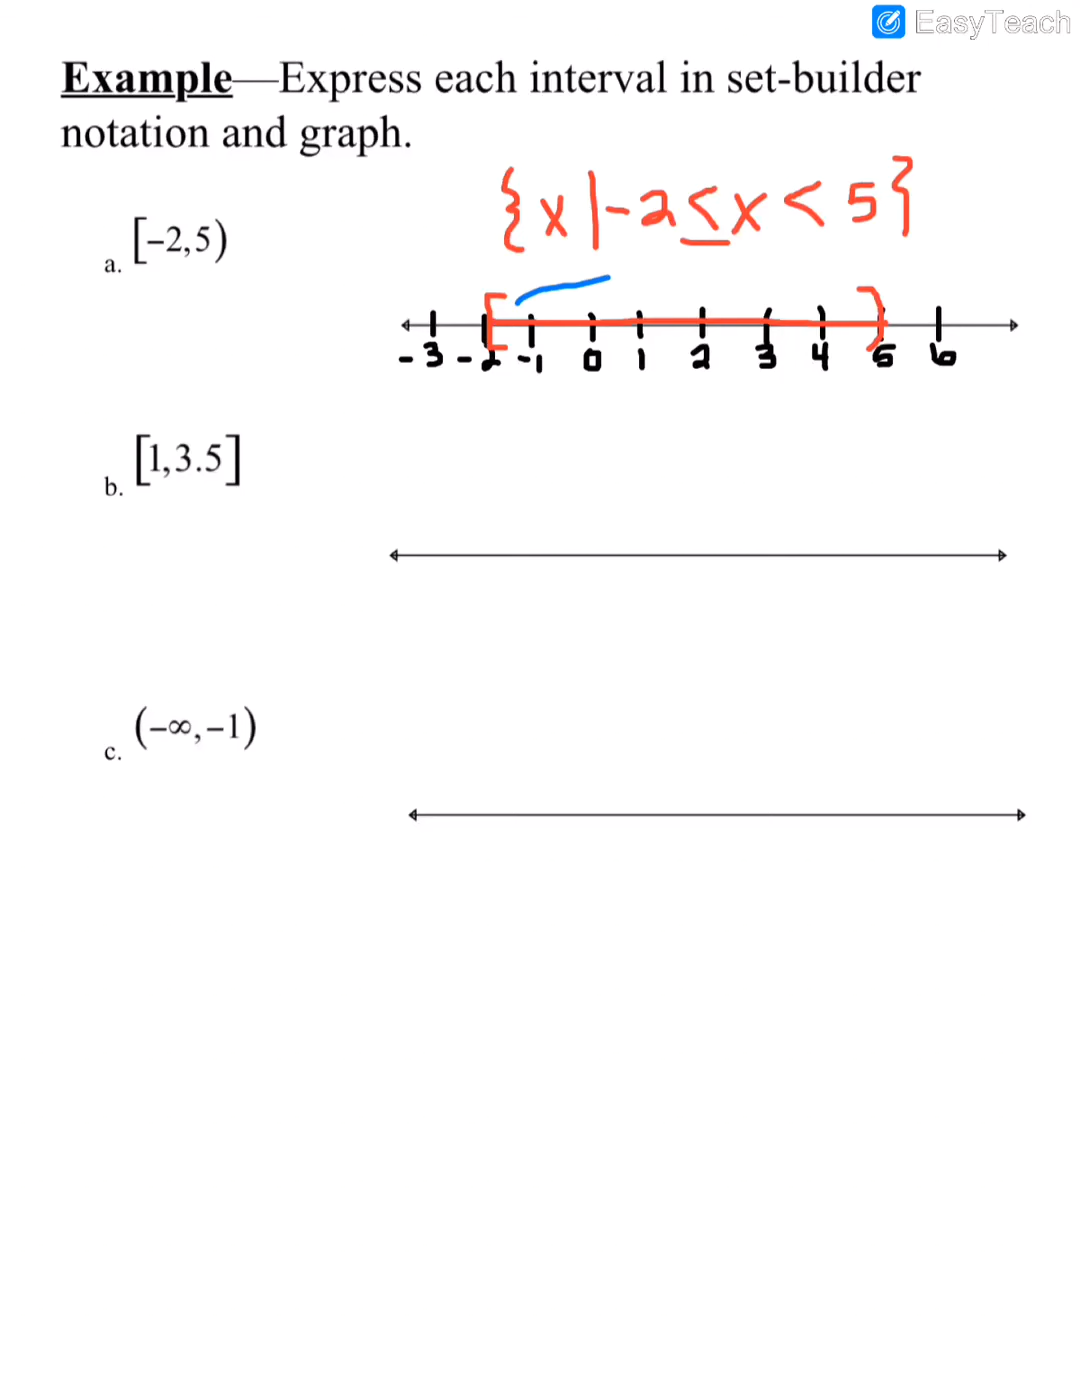 EasyTeach
Example—Express each interval in set-builder
notation and graph.
{x|-2≤x<5}
a. [−2,5)
-3 -2 -1 0 1 2 3 4 5 6
b. [1,3.5]
c. (−∞,−1)